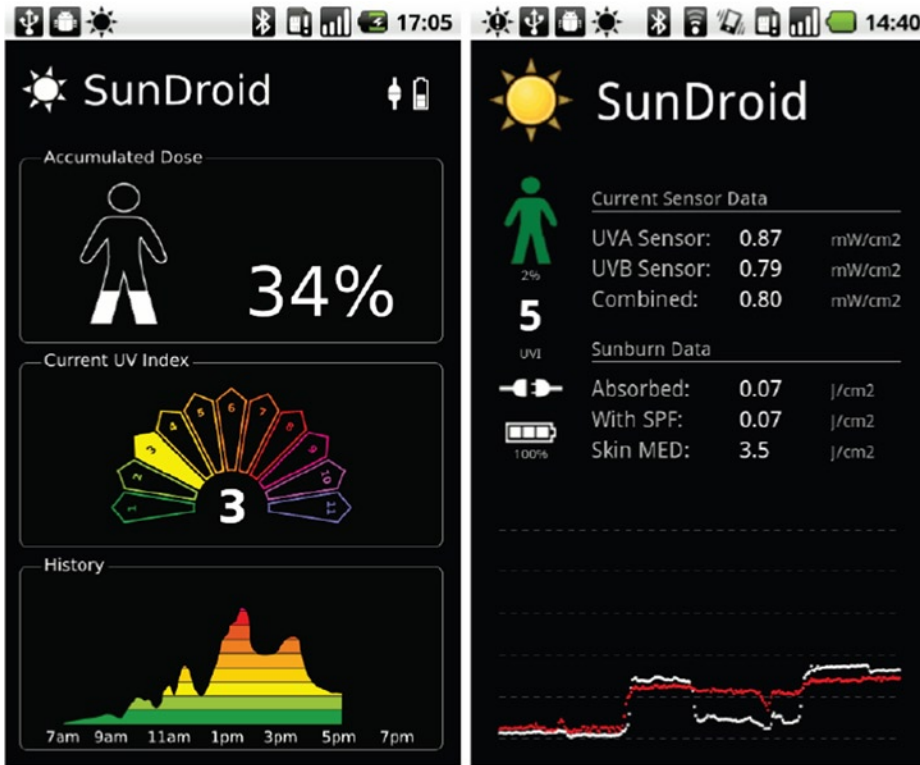 17:05
SunDroid
Accumulated Dose
34%
Current UV Index
1 2 3 4 5 6 7 8 9 10 11
3
History
7am 9am 11am 1pm 3pm 5pm 7pm
14:40
SunDroid
2%
5
UVI
100%
Current Sensor Data
UVA Sensor: 0.87 mW/cm2
UVB Sensor: 0.79 mW/cm2
Combined: 0.80 mW/cm2
Sunburn Data
Absorbed: 0.07 J/cm2
With SPF: 0.07 J/cm2
Skin MED: 3.5 J/cm2